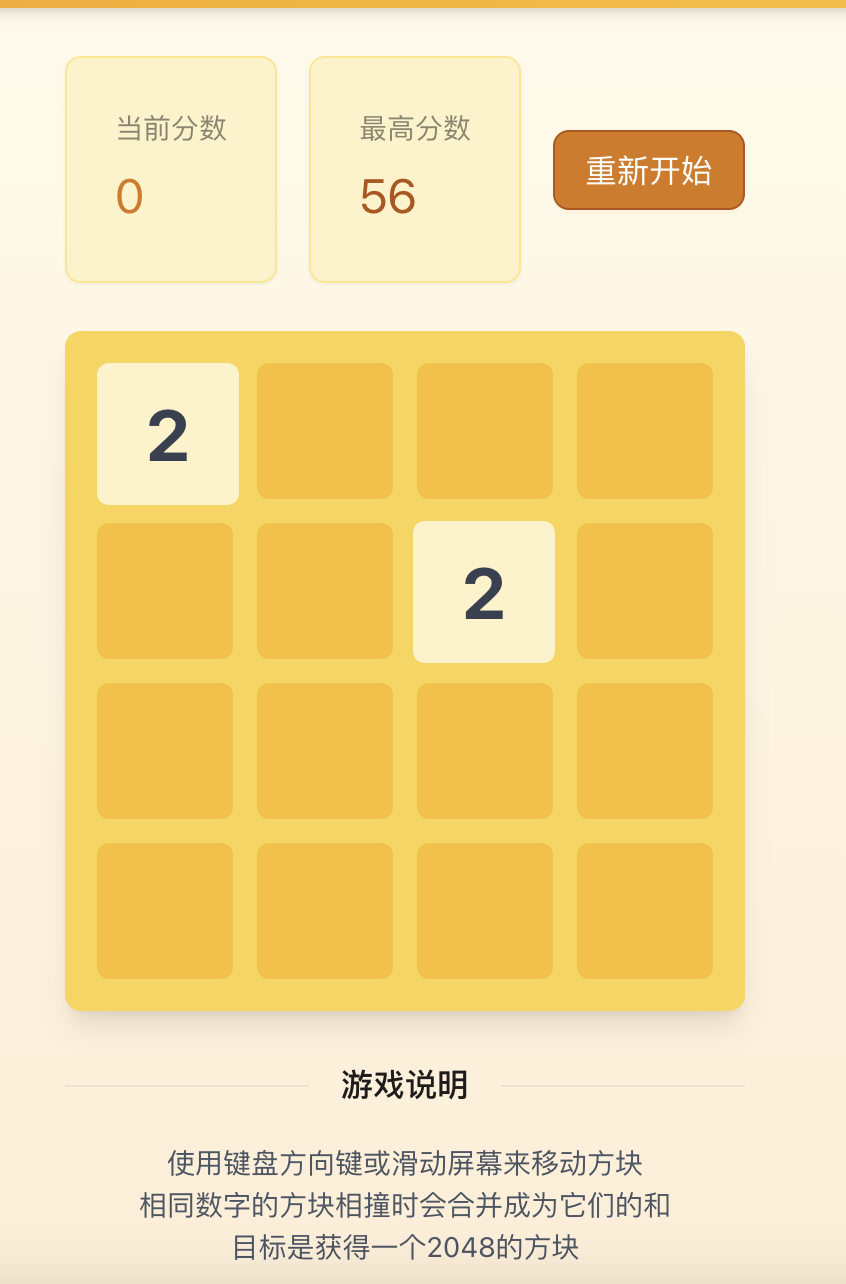 当前分数
0
最高分数
56
重新开始
2
2
游戏说明
使用键盘方向键或滑动屏幕来移动方块
相同数字的方块相撞时会合并成为它们的和
目标是获得一个2048的方块